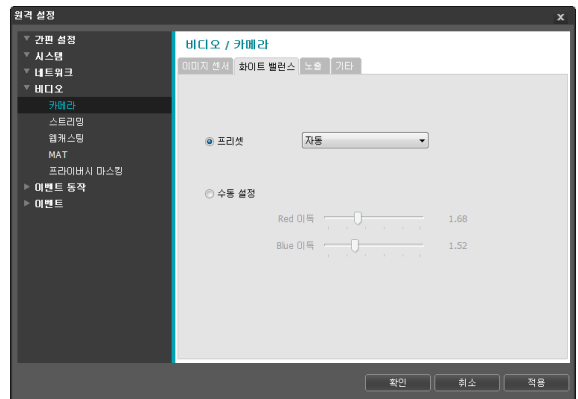 원격 설정
x
간편 설정
시스템
네트워크
비디오
카메라
스트리밍
웹캐스팅
MAT
프라이버시 마스킹
이벤트 동작
이벤트
비디오 / 카메라
이미지 센서 화이트 밸런스 노출 기타
프리셋 자동
수동 설정
Red 이득 1.68
Blue 이득 1.52
확인 취소 적용